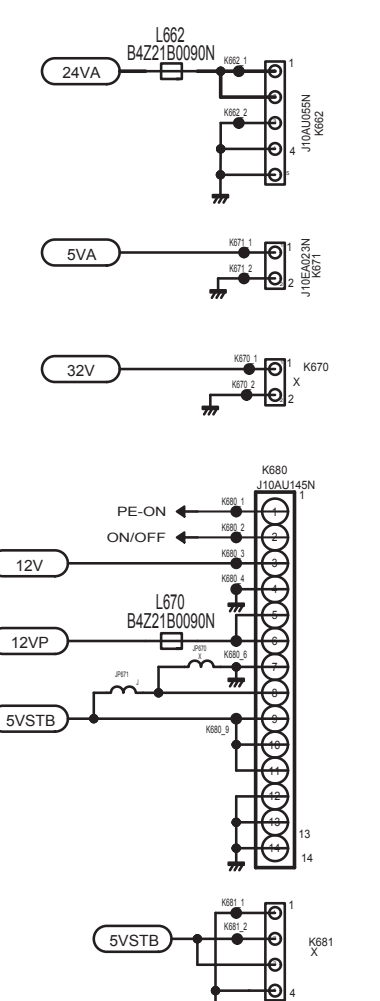 L662
B4Z21B0090N
24VA
K662_1
1
K662_2
4
5
J10AU055N
K662
5VA
K671_1
1
K671_2
2
J10EA023N
K671
32V
K670_1
1
K670
X
K670_2
2
K680
J10AU145N
1
PE-ON
K680_1
1
ON/OFF
K680_2
2
12V
K680_3
3
K680_4
4
L670
B4Z21B0090N
5
12VP
6
JP670
X
K680_6
7
JP671
J
8
5VSTB
K680_9
9
10
11
12
13
13
14
14
K681_1
1
K681_2
5VSTB
K681
X
4